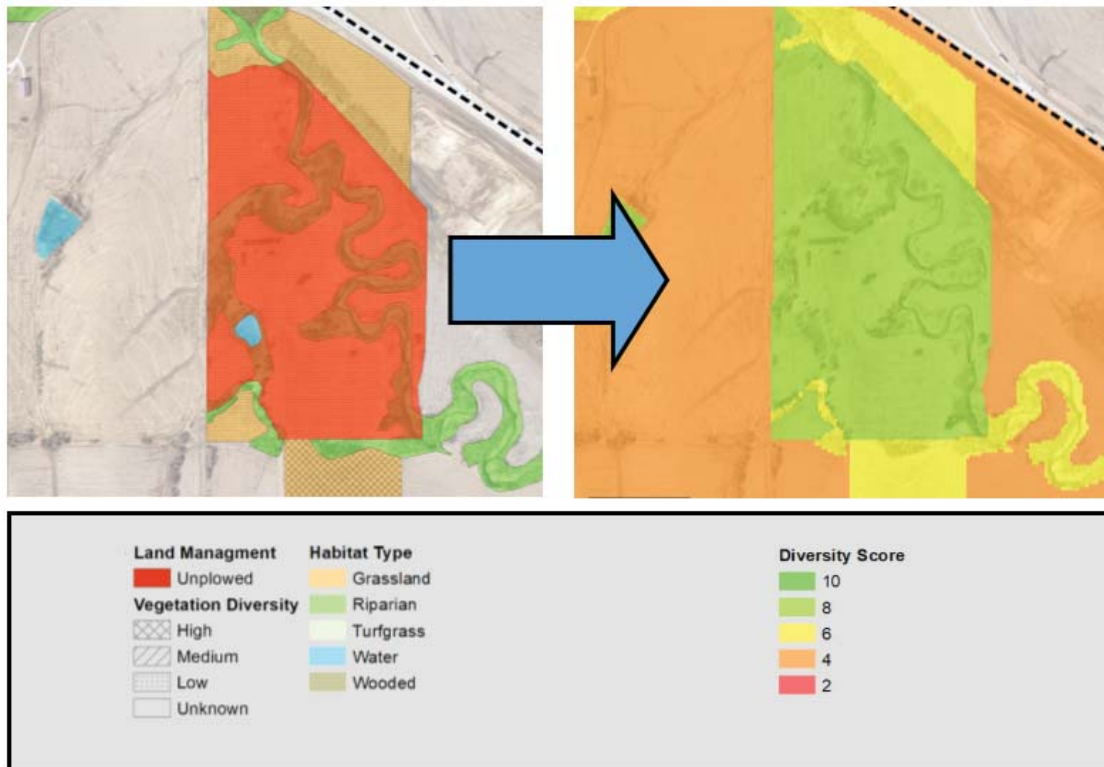 Land Managment
Unplowed
Vegetation Diversity
High
Medium
Low
Unknown
Habitat Type
Grassland
Riparian
Turfgrass
Water
Wooded
Diversity Score
10
8
6
4
2